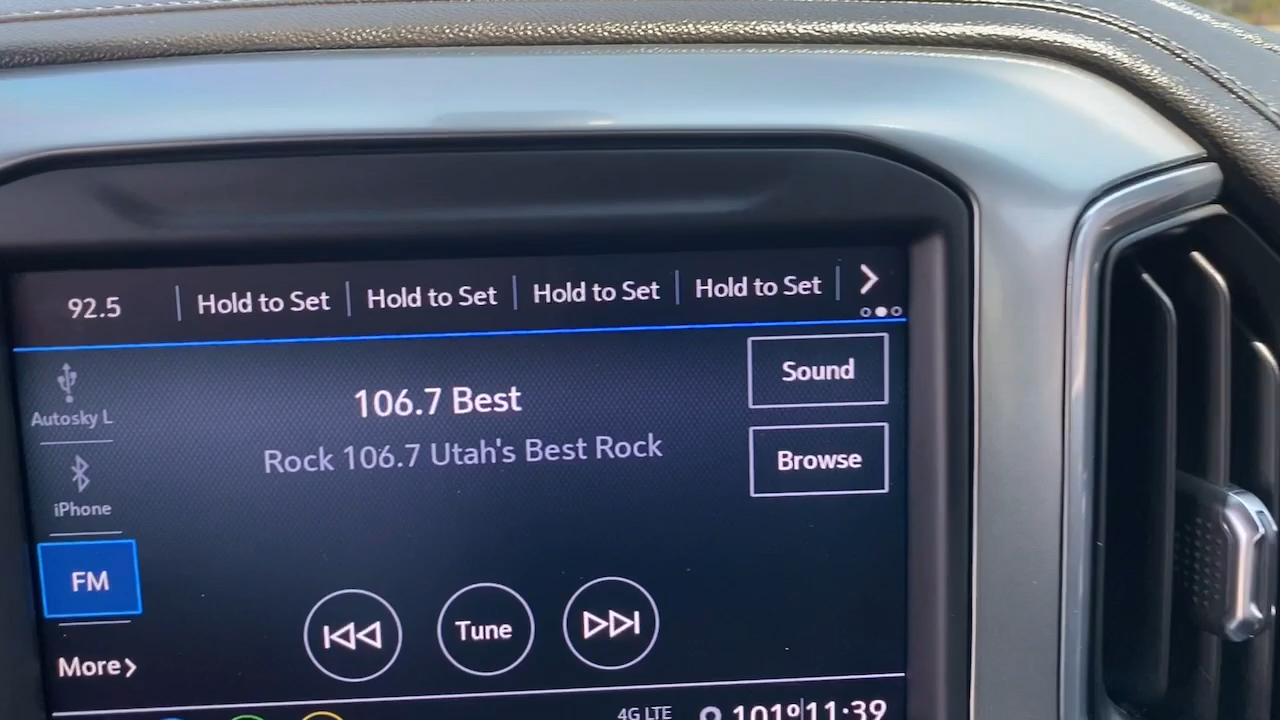 92.5 Hold to Set Hold to Set Hold to Set Hold to Set
Autosky L
Sound
106.7 Best
Rock 106.7 Utah's Best Rock
Browse
iPhone
FM
Tune
More
4G LTE 101° 11:39